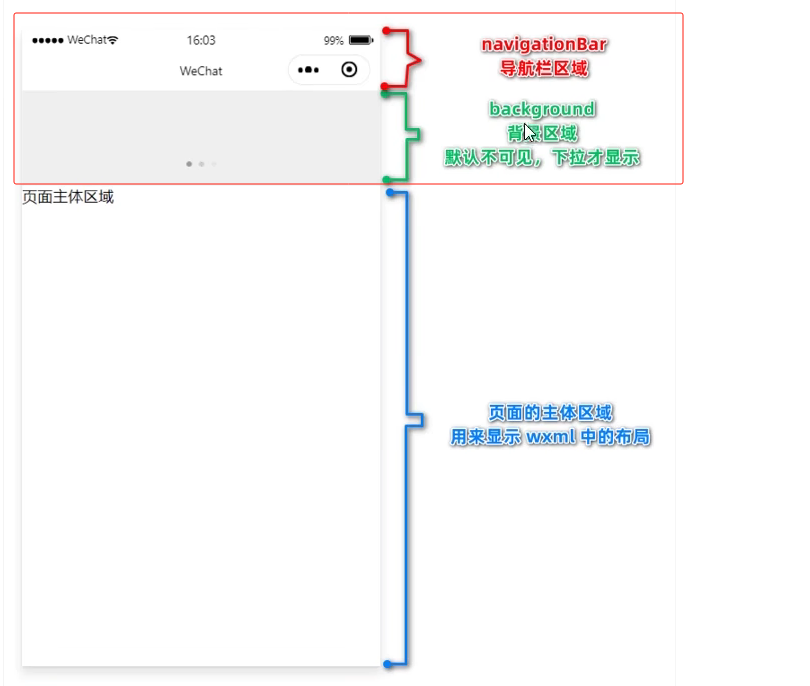 WeChat
16:03
99%
WeChat
navigationBar
导航栏区域
background
背景区域
默认不可见，下拉才显示
页面主体区域
页面的主体区域
用来显示 wxml 中的布局